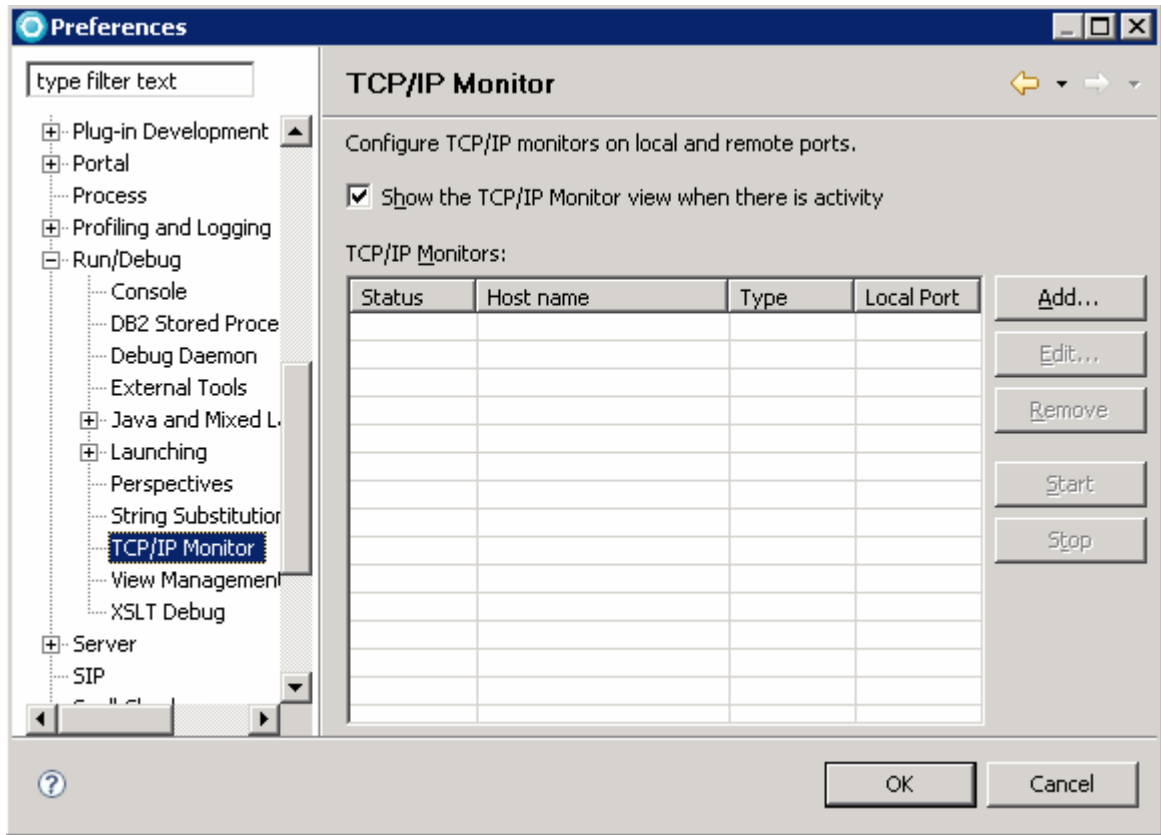 Preferences
type filter text
Plug-in Development
Portal
Process
Profiling and Logging
Run/Debug
Console
DB2 Stored Proce
Debug Daemon
External Tools
Java and Mixed L
Launching
Perspectives
String Substitution
TCP/IP Monitor
View Management
XSLT Debug
Server
SIP
TCP/IP Monitor
Configure TCP/IP monitors on local and remote ports.
Show the TCP/IP Monitor view when there is activity
TCP/IP Monitors:
Status Host name Type Local Port
Add...
Edit...
Remove
Start
Stop
OK Cancel